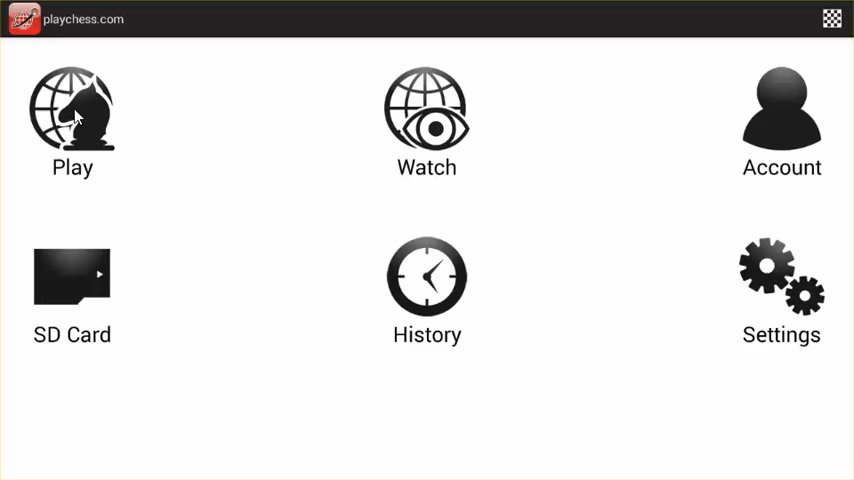 playchess.com
Play
Watch
Account
SD Card
History
Settings